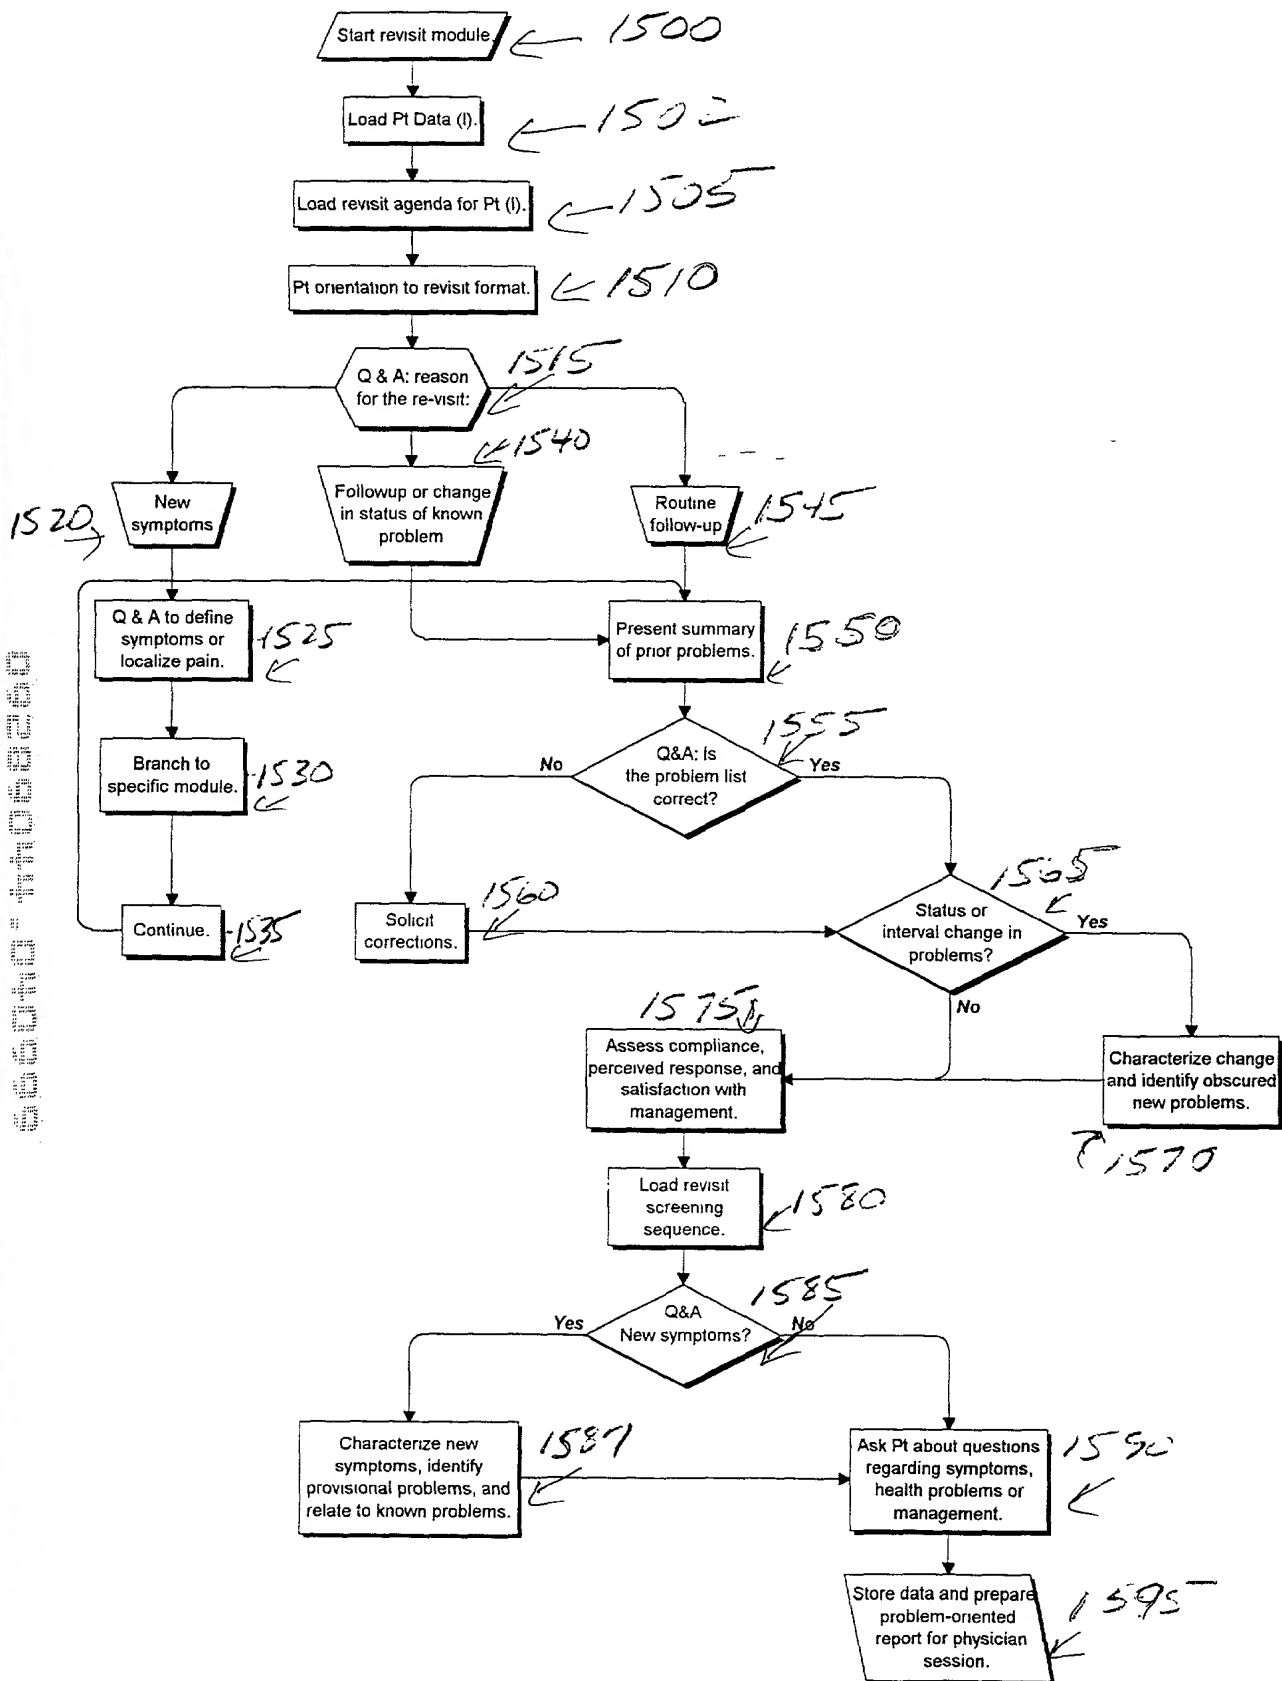 Start revisit module.
1500
Load Pt Data (I).
1502
Load revisit agenda for Pt (I).
1505
Pt orientation to revisit format.
1510
Q & A: reason
for the re-visit:
1515
1540
New
symptoms
1520
Followup or change
in status of known
problem
Routine
follow-up
1545
Q & A to define
symptoms or
localize pain.
1525
Present summary
of prior problems.
1550
Branch to
specific module.
1530
No
Q&A: Is
the problem list
correct?
1555
Yes
Continue.
1535
Solicit
corrections.
1560
Status or
interval change in
problems?
1565
Yes
No
1575
Assess compliance,
perceived response, and
satisfaction with
management.
Characterize change
and identify obscured
new problems.
1570
Load revisit
screening
sequence.
1580
Yes
Q&A
New symptoms?
1585
No
Characterize new
symptoms, identify
provisional problems, and
relate to known problems.
1587
Ask Pt about questions
regarding symptoms,
health problems or
management.
1590
Store data and prepare
problem-oriented
report for physician
session.
1595
09289044-040999